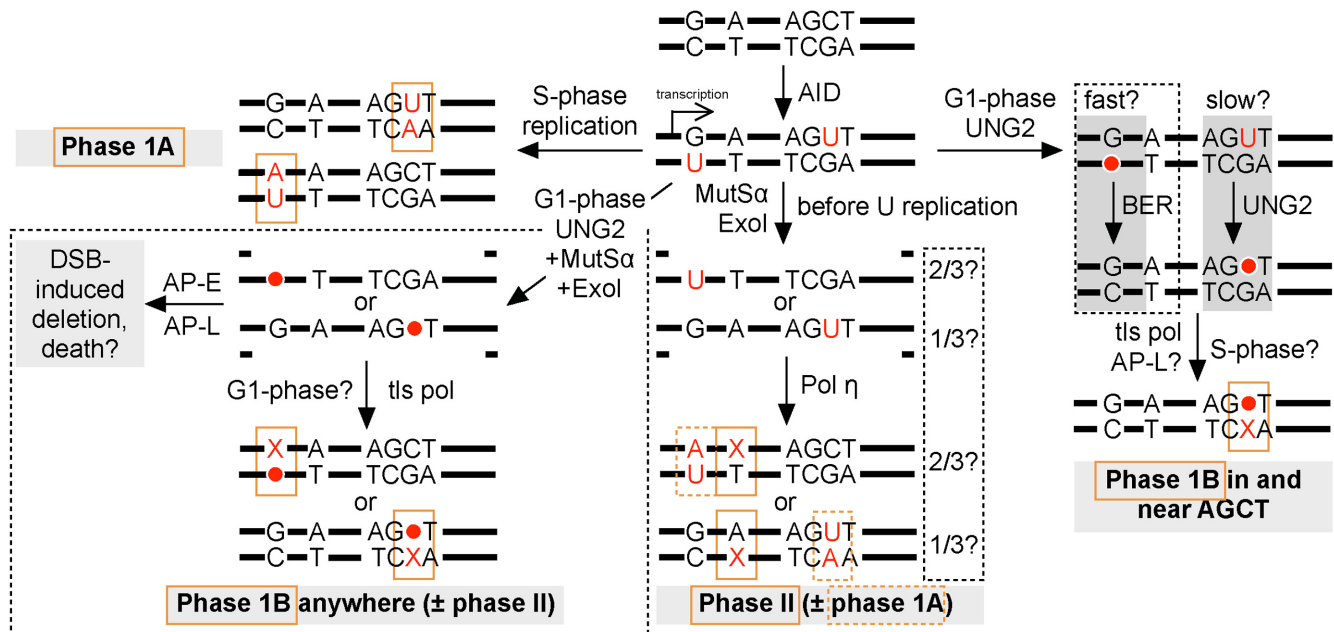 G A AGCT
C T TCGA
AID
transcription
G A AGUT
U T TCGA
S-phase
replication
G A AGUT
C T TCAA
A A AGCT
U T TCGA
Phase 1A
G1-phase
UNG2
fast?
slow?
G A AGUT
T TCGA
BER
UNG2
G A AG T
C T TCGA
tls pol
AP-L?
S-phase?
G A AG T
C T TCXA
Phase 1B in and
near AGCT
G1-phase
UNG2
+MutSα
+ExoI
T TCGA
or
G A AG T
AP-E
AP-L
DSB-
induced
deletion,
death?
G1-phase?
tls pol
X A AGCT
T TCGA
or
G A AG T
C T TCXA
Phase 1B anywhere (± phase II)
MutSα
ExoI
before U replication
U T TCGA
2/3?
or
G A AGUT
1/3?
Pol η
A X AGCT
U T TCGA
2/3?
or
G A AGUT
C X TCAA
1/3?
Phase II (± phase 1A)